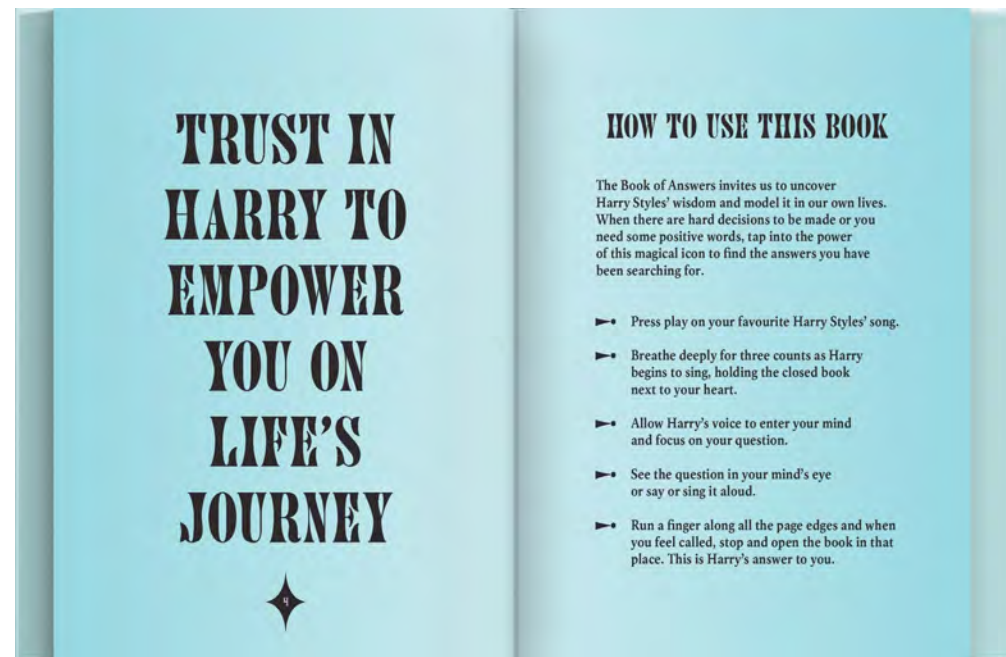 TRUST IN
HARRY TO
EMPOWER
YOU ON
LIFE’S
JOURNEY
4
HOW TO USE THIS BOOK
The Book of Answers invites us to uncover
Harry Styles’ wisdom and model it in our own lives.
When there are hard decisions to be made or you
need some positive words, tap into the power
of this magical icon to find the answers you have
been searching for.
Press play on your favourite Harry Styles’ song.
Breathe deeply for three counts as Harry
begins to sing, holding the closed book
next to your heart.
Allow Harry’s voice to enter your mind
and focus on your question.
See the question in your mind’s eye
or say or sing it aloud.
Run a finger along all the page edges and when
you feel called, stop and open the book in that
place. This is Harry’s answer to you.